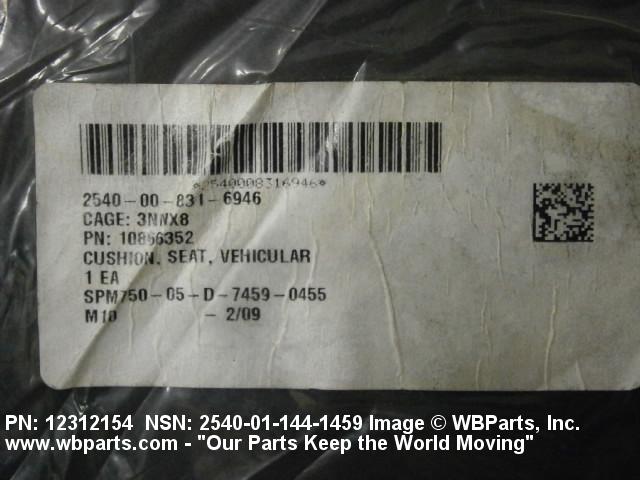 *2540008316946*
2540-00-831-6946
CAGE: 3NNX8
PN: 10866352
CUSHION, SEAT, VEHICULAR
1 EA
SPM750-05-D-7459-0455
M10 - 2/09
PN: 12312154 NSN: 2540-01-144-1459 Image © WBParts, Inc.
www.wbparts.com - "Our Parts Keep the World Moving"